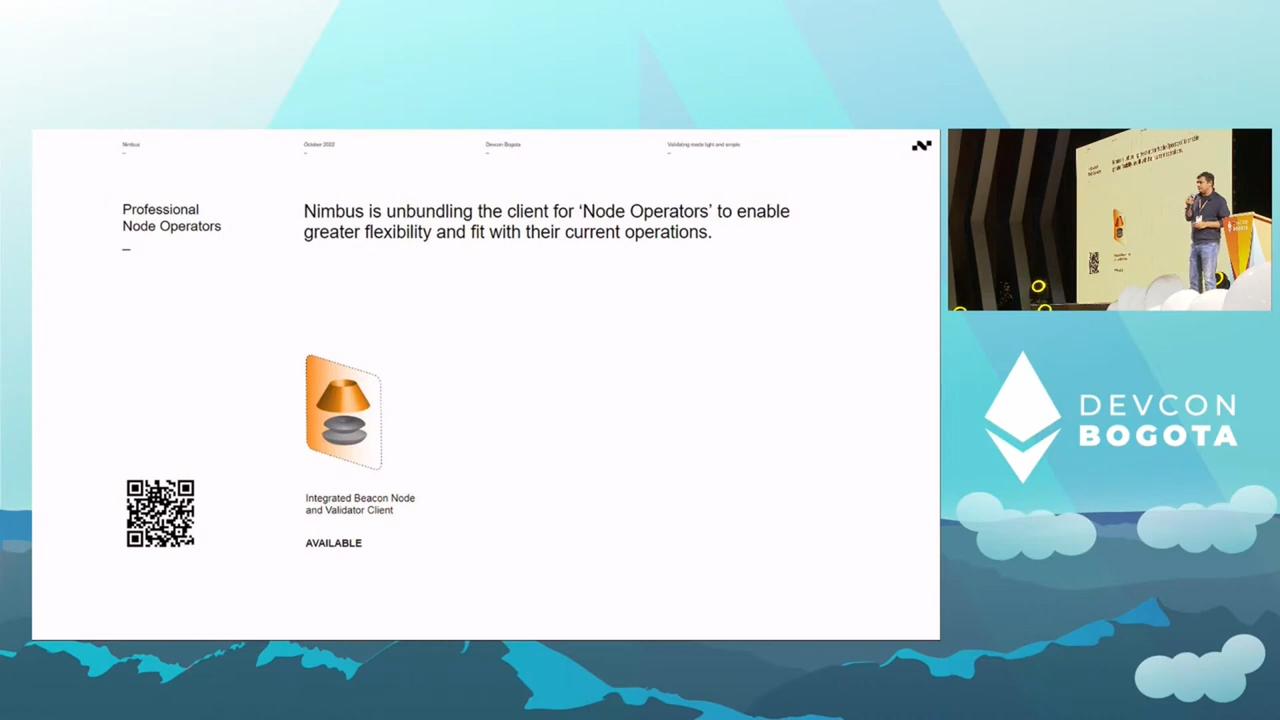 Nimbus
October 2022
Devcon Bogota
Validating made light and simple
Professional
Node Operators
Nimbus is unbundling the client for ‘Node Operators’ to enable
greater flexibility and fit with their current operations.
Integrated Beacon Node
and Validator Client
AVAILABLE
DEVCON
BOGOTA